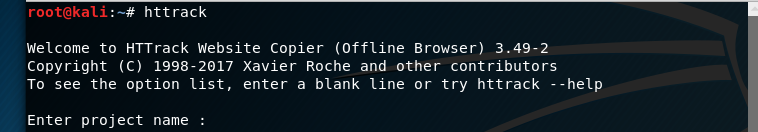 root@kali:~# httrack
Welcome to HTTrack Website Copier (Offline Browser) 3.49-2
Copyright (C) 1998-2017 Xavier Roche and other contributors
To see the option list, enter a blank line or try httrack --help
Enter project name :